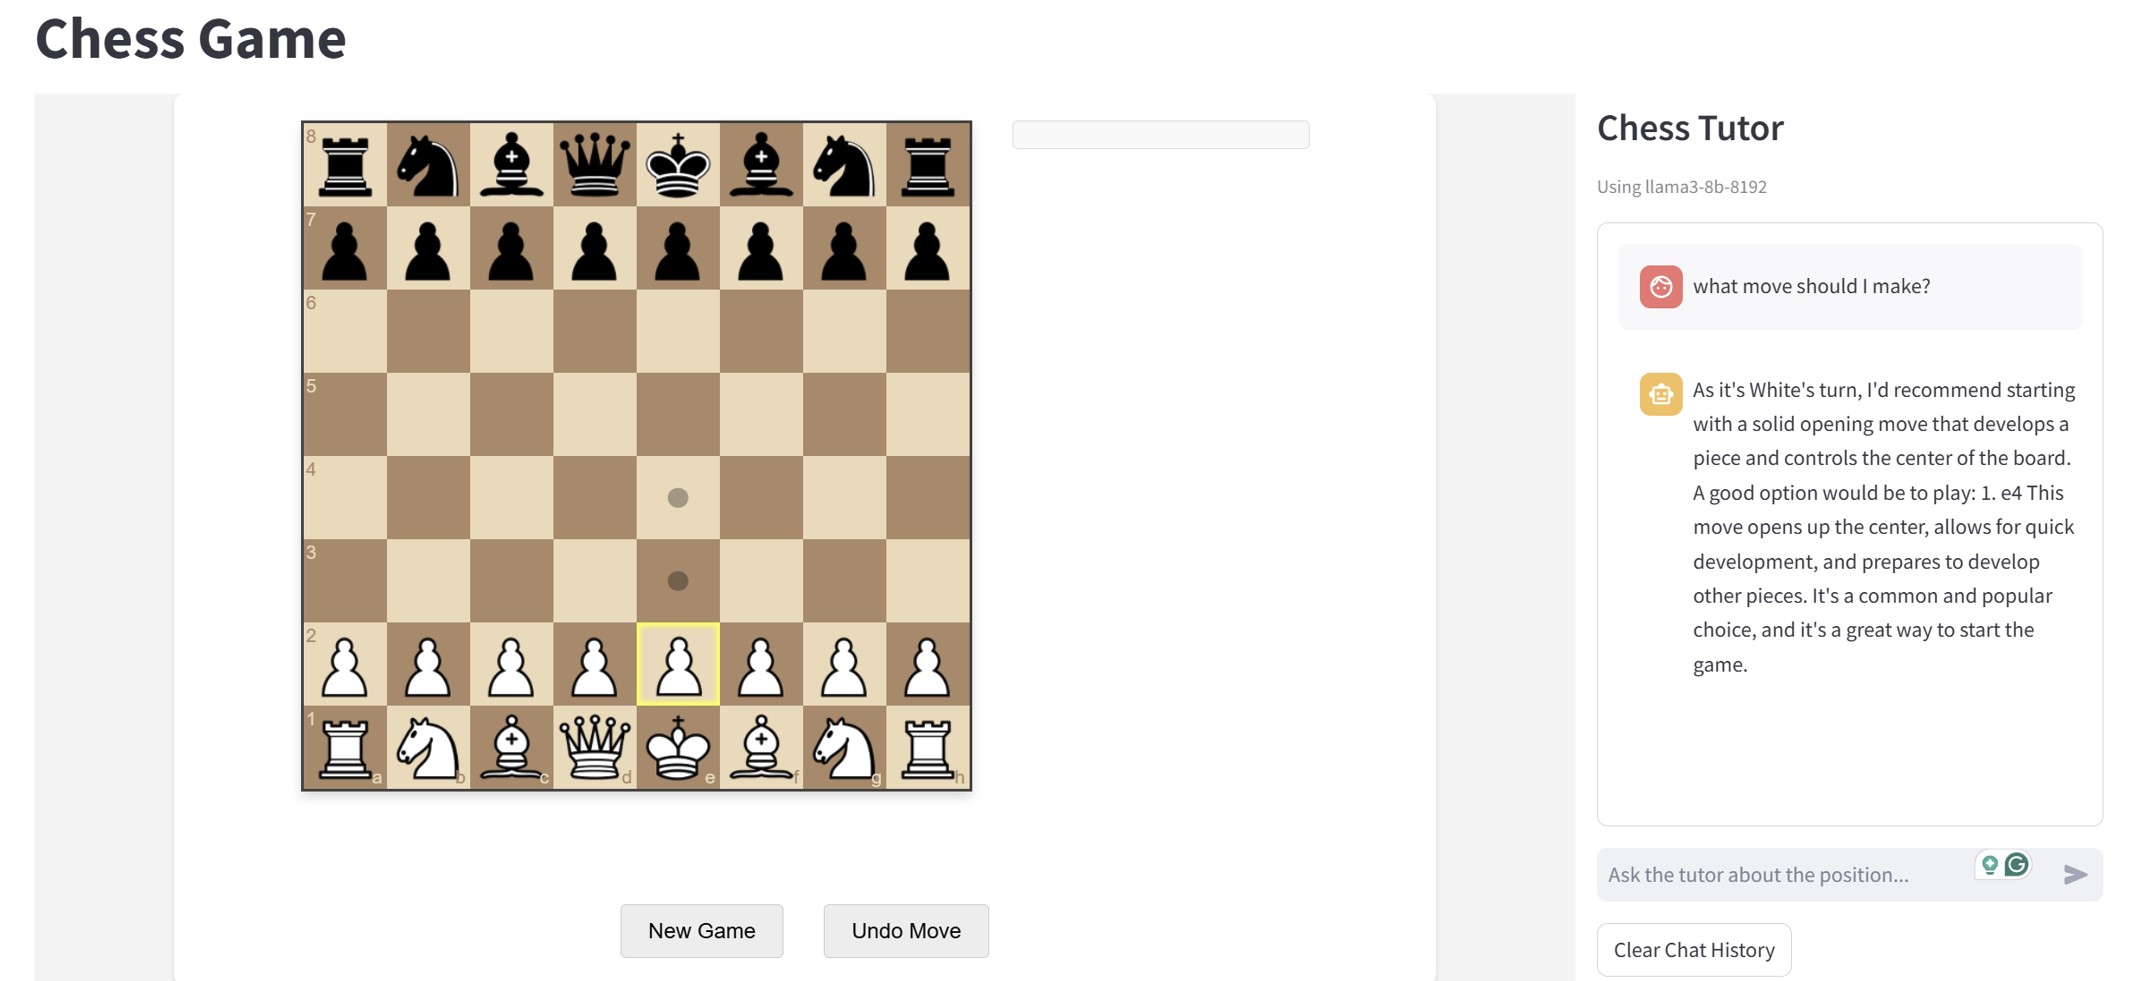 Chess Game
8
7
6
5
4
3
2
1
a b c d e f g h
New Game
Undo Move
Chess Tutor
Using llama3-8b-8192
what move should I make?
As it's White's turn, I'd recommend starting
with a solid opening move that develops a
piece and controls the center of the board.
A good option would be to play: 1. e4 This
move opens up the center, allows for quick
development, and prepares to develop
other pieces. It's a common and popular
choice, and it's a great way to start the
game.
Ask the tutor about the position...
Clear Chat History